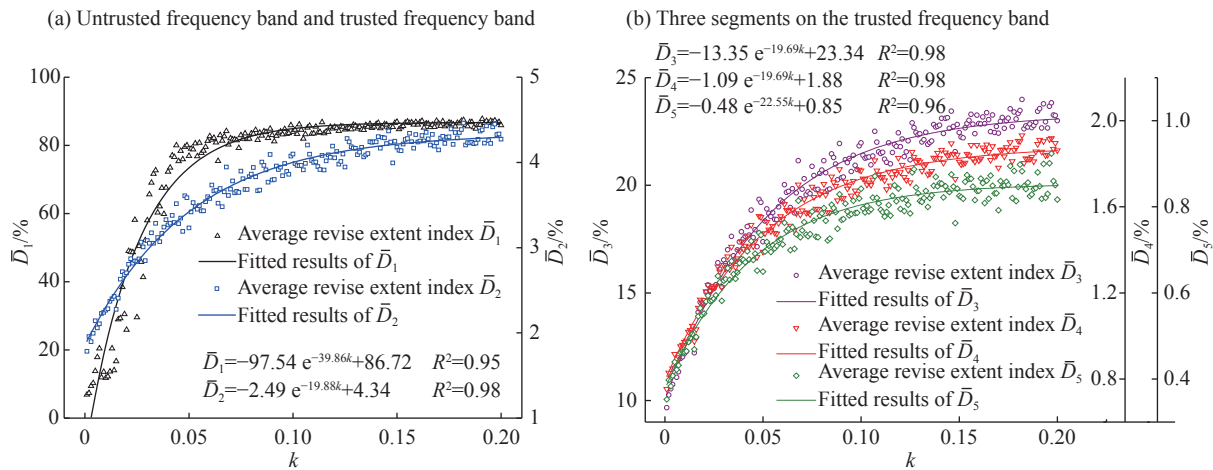 (a) Untrusted frequency band and trusted frequency band
100
80
60
40
20
0
D̄₁/%
5
4
3
2
1
D̄₂/%
Average revise extent index D̄₁
Fitted results of D̄₁
Average revise extent index D̄₂
Fitted results of D̄₂
D̄₁=−97.54 e^−39.86k+86.72 R²=0.95
D̄₂=−2.49 e^−19.88k+4.34 R²=0.98
0 0.05 0.10 0.15 0.20
k
(b) Three segments on the trusted frequency band
D̄₃=−13.35 e^−19.69k+23.34 R²=0.98
D̄₄=−1.09 e^−19.69k+1.88 R²=0.98
D̄₅=−0.48 e^−22.55k+0.85 R²=0.96
25
20
15
10
D̄₃/%
2.0
1.6
1.2
0.8
D̄₄/%
1.0
0.8
0.6
0.4
D̄₅/%
Average revise extent index D̄₃
Fitted results of D̄₃
Average revise extent index D̄₄
Fitted results of D̄₄
Average revise extent index D̄₅
Fitted results of D̄₅
0 0.05 0.10 0.15 0.20
k